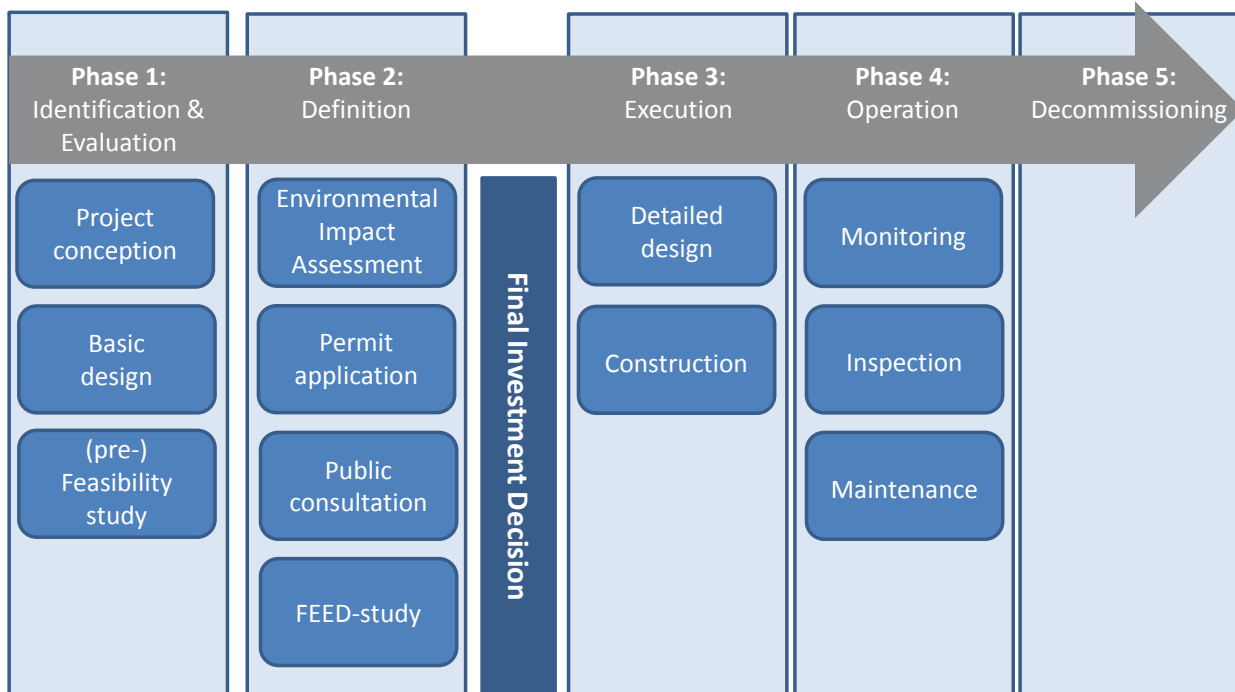 Phase 1:
Identification &
Evaluation
Phase 2:
Definition
Phase 3:
Execution
Phase 4:
Operation
Phase 5:
Decommissioning
Project
conception
Basic
design
(pre-)
Feasibility
study
Environmental
Impact
Assessment
Permit
application
Public
consultation
FEED-study
Final Investment Decision
Detailed
design
Construction
Monitoring
Inspection
Maintenance